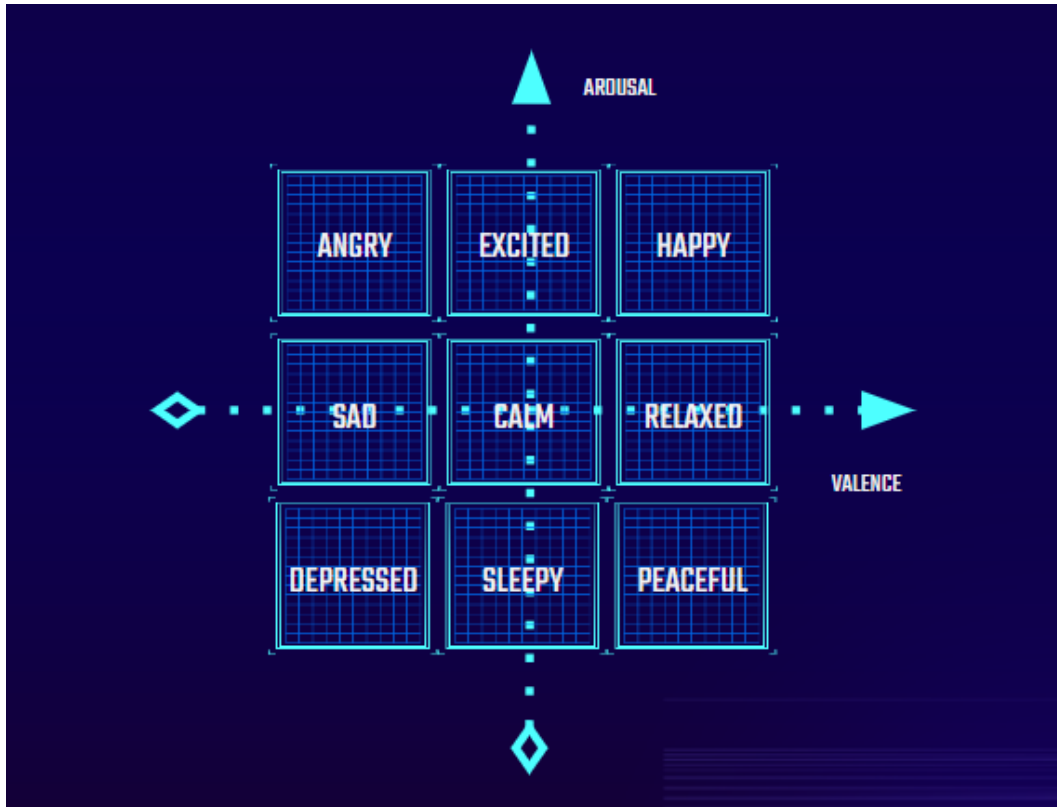 AROUSAL
ANGRY EXCITED HAPPY
SAD CALM RELAXED
VALENCE
DEPRESSED SLEEPY PEACEFUL